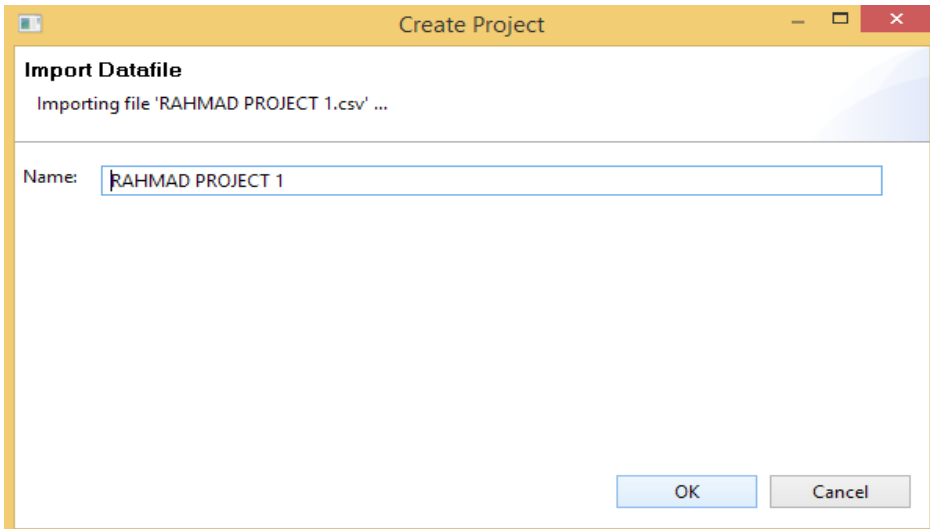 Create Project
Import Datafile
Importing file 'RAHMAD PROJECT 1.csv' ...
Name: RAHMAD PROJECT 1
OK Cancel